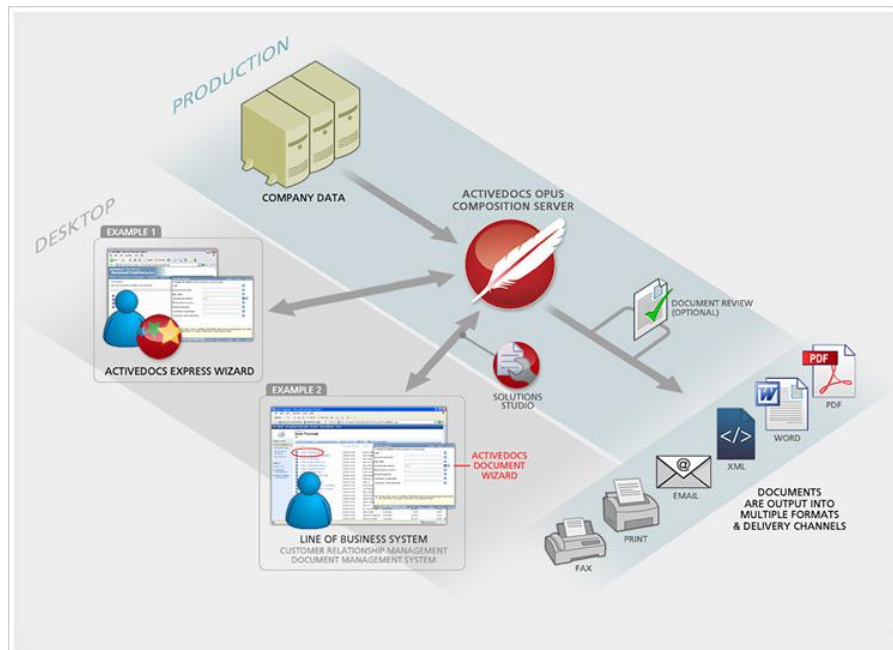 PRODUCTION
COMPANY DATA
ACTIVEDOCS OPUS
COMPOSITION SERVER
DESKTOP
EXAMPLE 1
ACTIVEDOCS EXPRESS WIZARD
DOCUMENT REVIEW
(OPTIONAL)
SOLUTIONS
STUDIO
EXAMPLE 2
ACTIVEDOCS
DOCUMENT
WIZARD
LINE OF BUSINESS SYSTEM
CUSTOMER RELATIONSHIP MANAGEMENT
DOCUMENT MANAGEMENT SYSTEM
PDF
PDF
W
WORD
</>
XML
@
EMAIL
PRINT
FAX
DOCUMENTS
ARE OUTPUT INTO
MULTIPLE FORMATS
& DELIVERY CHANNELS